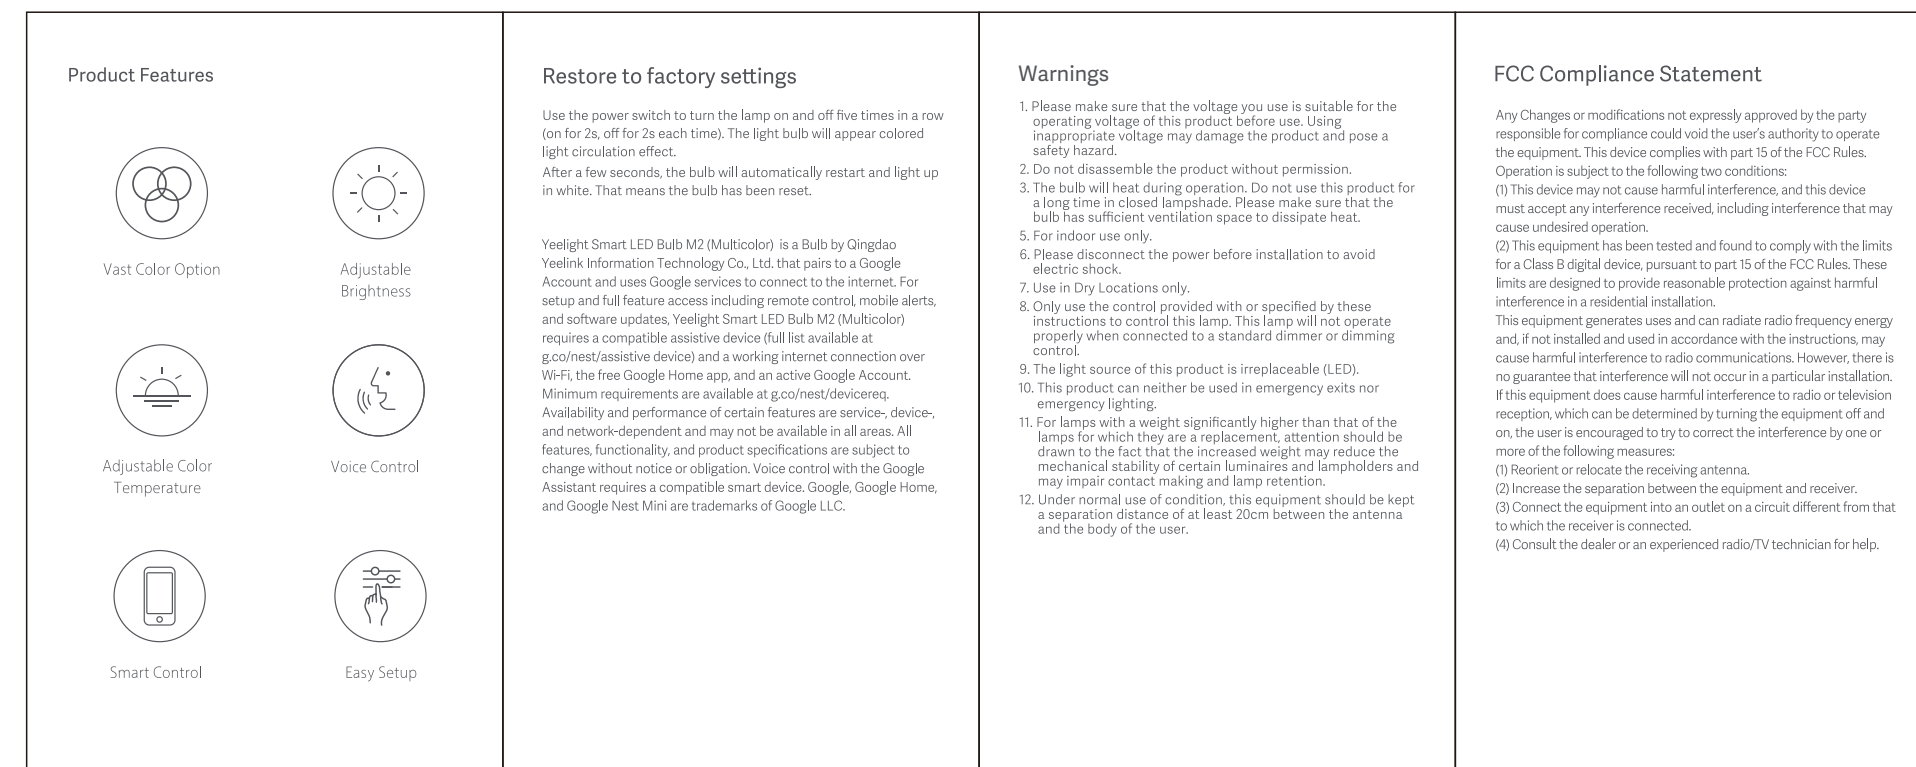 Product Features
Vast Color Option
Adjustable
Brightness
Adjustable Color
Temperature
Voice Control
Smart Control
Easy Setup
Restore to factory settings
Use the power switch to turn the lamp on and off five times in a row
(on for 2s, off for 2s each time). The light bulb will appear colored
light circulation effect.
After a few seconds, the bulb will automatically restart and light up
in white. That means the bulb has been reset.
Yeelight Smart LED Bulb M2 (Multicolor)  is a Bulb by Qingdao
Yeelink Information Technology Co., Ltd. that pairs to a Google
Account and uses Google services to connect to the internet. For
setup and full feature access including remote control, mobile alerts,
and software updates, Yeelight Smart LED Bulb M2 (Multicolor)
requires a compatible assistive device (full list available at
g.co/nest/assistive device) and a working internet connection over
Wi-Fi, the free Google Home app, and an active Google Account.
Minimum requirements are available at g.co/nest/devicereq.
Availability and performance of certain features are service-, device-,
and network-dependent and may not be available in all areas. All
features, functionality, and product specifications are subject to
change without notice or obligation. Voice control with the Google
Assistant requires a compatible smart device. Google, Google Home,
and Google Nest Mini are trademarks of Google LLC.
Warnings
1. Please make sure that the voltage you use is suitable for the
operating voltage of this product before use. Using
inappropriate voltage may damage the product and pose a
safety hazard.
2. Do not disassemble the product without permission.
3. The bulb will heat during operation. Do not use this product for
a long time in closed lampshade. Please make sure that the
bulb has sufficient ventilation space to dissipate heat.
5. For indoor use only.
6. Please disconnect the power before installation to avoid
electric shock.
7. Use in Dry Locations only.
8. Only use the control provided with or specified by these
instructions to control this lamp. This lamp will not operate
properly when connected to a standard dimmer or dimming
control.
9. The light source of this product is irreplaceable (LED).
10. This product can neither be used in emergency exits nor
emergency lighting.
11. For lamps with a weight significantly higher than that of the
lamps for which they are a replacement, attention should be
drawn to the fact that the increased weight may reduce the
mechanical stability of certain luminaires and lampholders and
may impair contact making and lamp retention.
12. Under normal use of condition, this equipment should be kept
a separation distance of at least 20cm between the antenna
and the body of the user.
FCC Compliance Statement
Any Changes or modifications not expressly approved by the party
responsible for compliance could void the user's authority to operate
the equipment. This device complies with part 15 of the FCC Rules.
Operation is subject to the following two conditions:
(1) This device may not cause harmful interference, and this device
must accept any interference received, including interference that may
cause undesired operation.
(2) This equipment has been tested and found to comply with the limits
for a Class B digital device, pursuant to part 15 of the FCC Rules. These
limits are designed to provide reasonable protection against harmful
interference in a residential installation.
This equipment generates uses and can radiate radio frequency energy
and, if not installed and used in accordance with the instructions, may
cause harmful interference to radio communications. However, there is
no guarantee that interference will not occur in a particular installation.
If this equipment does cause harmful interference to radio or television
reception, which can be determined by turning the equipment off and
on, the user is encouraged to try to correct the interference by one or
more of the following measures:
(1) Reorient or relocate the receiving antenna.
(2) Increase the separation between the equipment and receiver.
(3) Connect the equipment into an outlet on a circuit different from that
to which the receiver is connected.
(4) Consult the dealer or an experienced radio/TV technician for help.